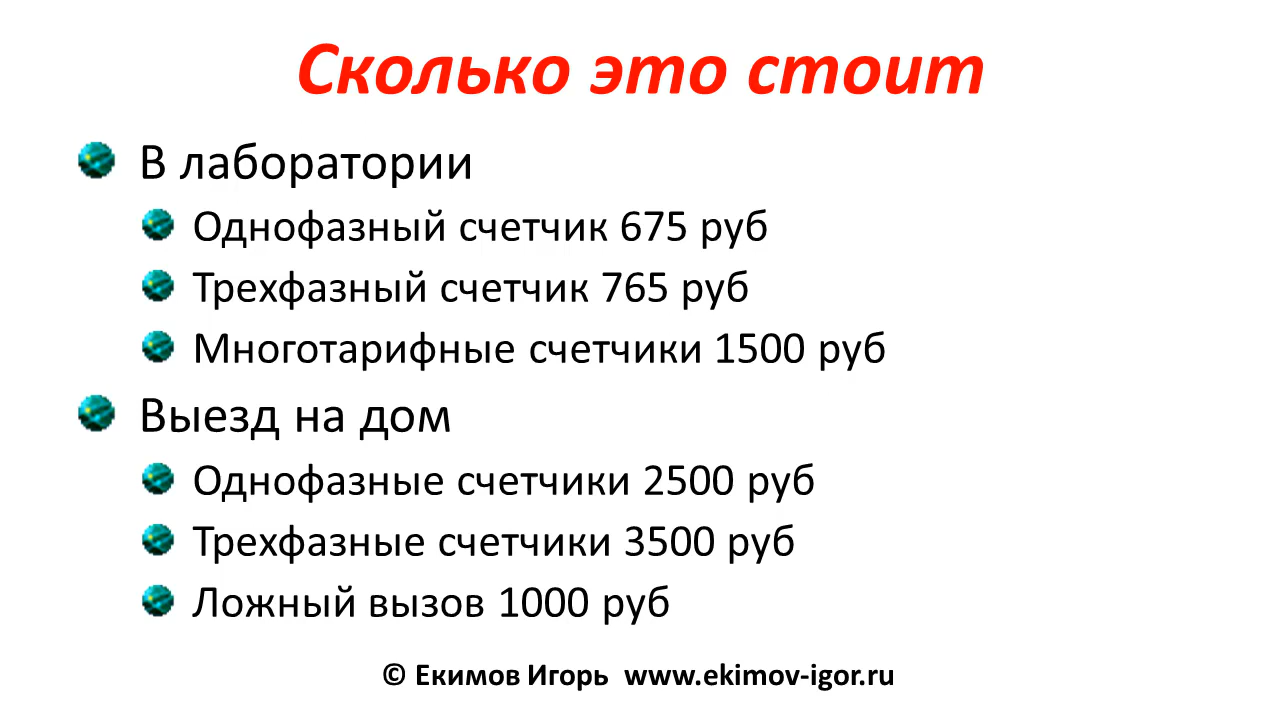 Сколько это стоит
В лаборатории
Однофазный счетчик 675 руб
Трехфазный счетчик 765 руб
Многотарифные счетчики 1500 руб
Выезд на дом
Однофазные счетчики 2500 руб
Трехфазные счетчики 3500 руб
Ложный вызов 1000 руб
© Екимов Игорь www.ekimov-igor.ru